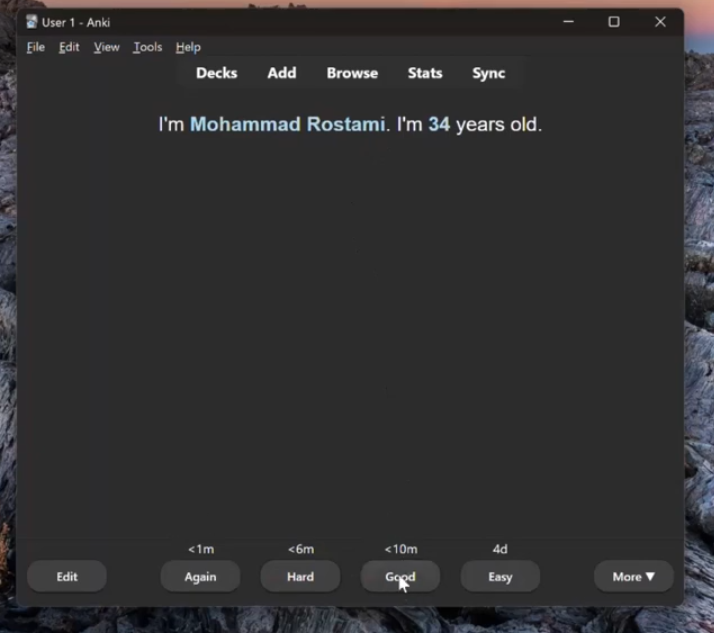 User 1 - Anki
File Edit View Tools Help
Decks Add Browse Stats Sync
I'm Mohammad Rostami. I'm 34 years old.
<1m <6m <10m 4d
Edit Again Hard Good Easy More ▼